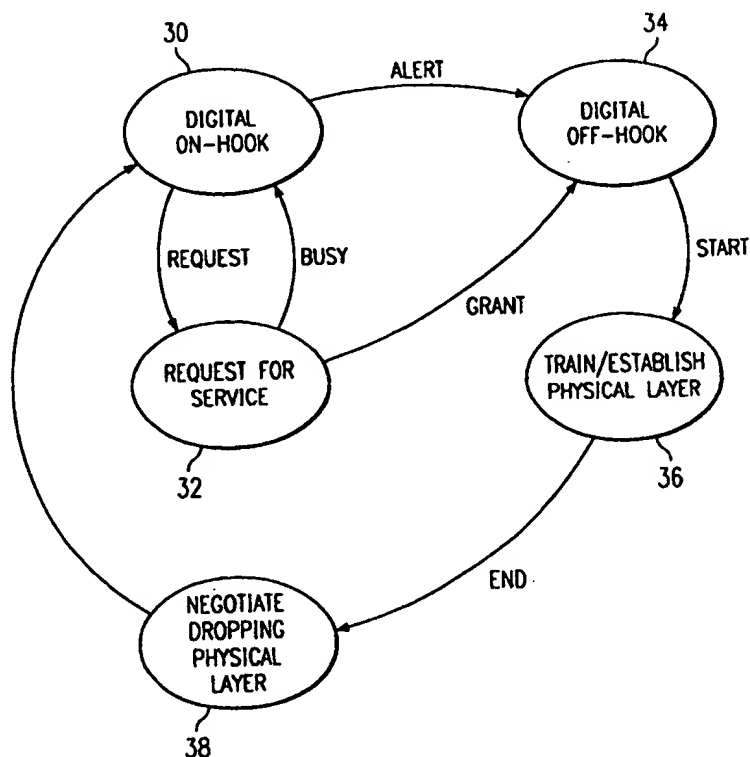 30
34
ALERT
DIGITAL
ON-HOOK
DIGITAL
OFF-HOOK
REQUEST
BUSY
START
GRANT
REQUEST FOR
SERVICE
TRAIN/ESTABLISH
PHYSICAL LAYER
32
36
END
NEGOTIATE
DROPPING
PHYSICAL
LAYER
38